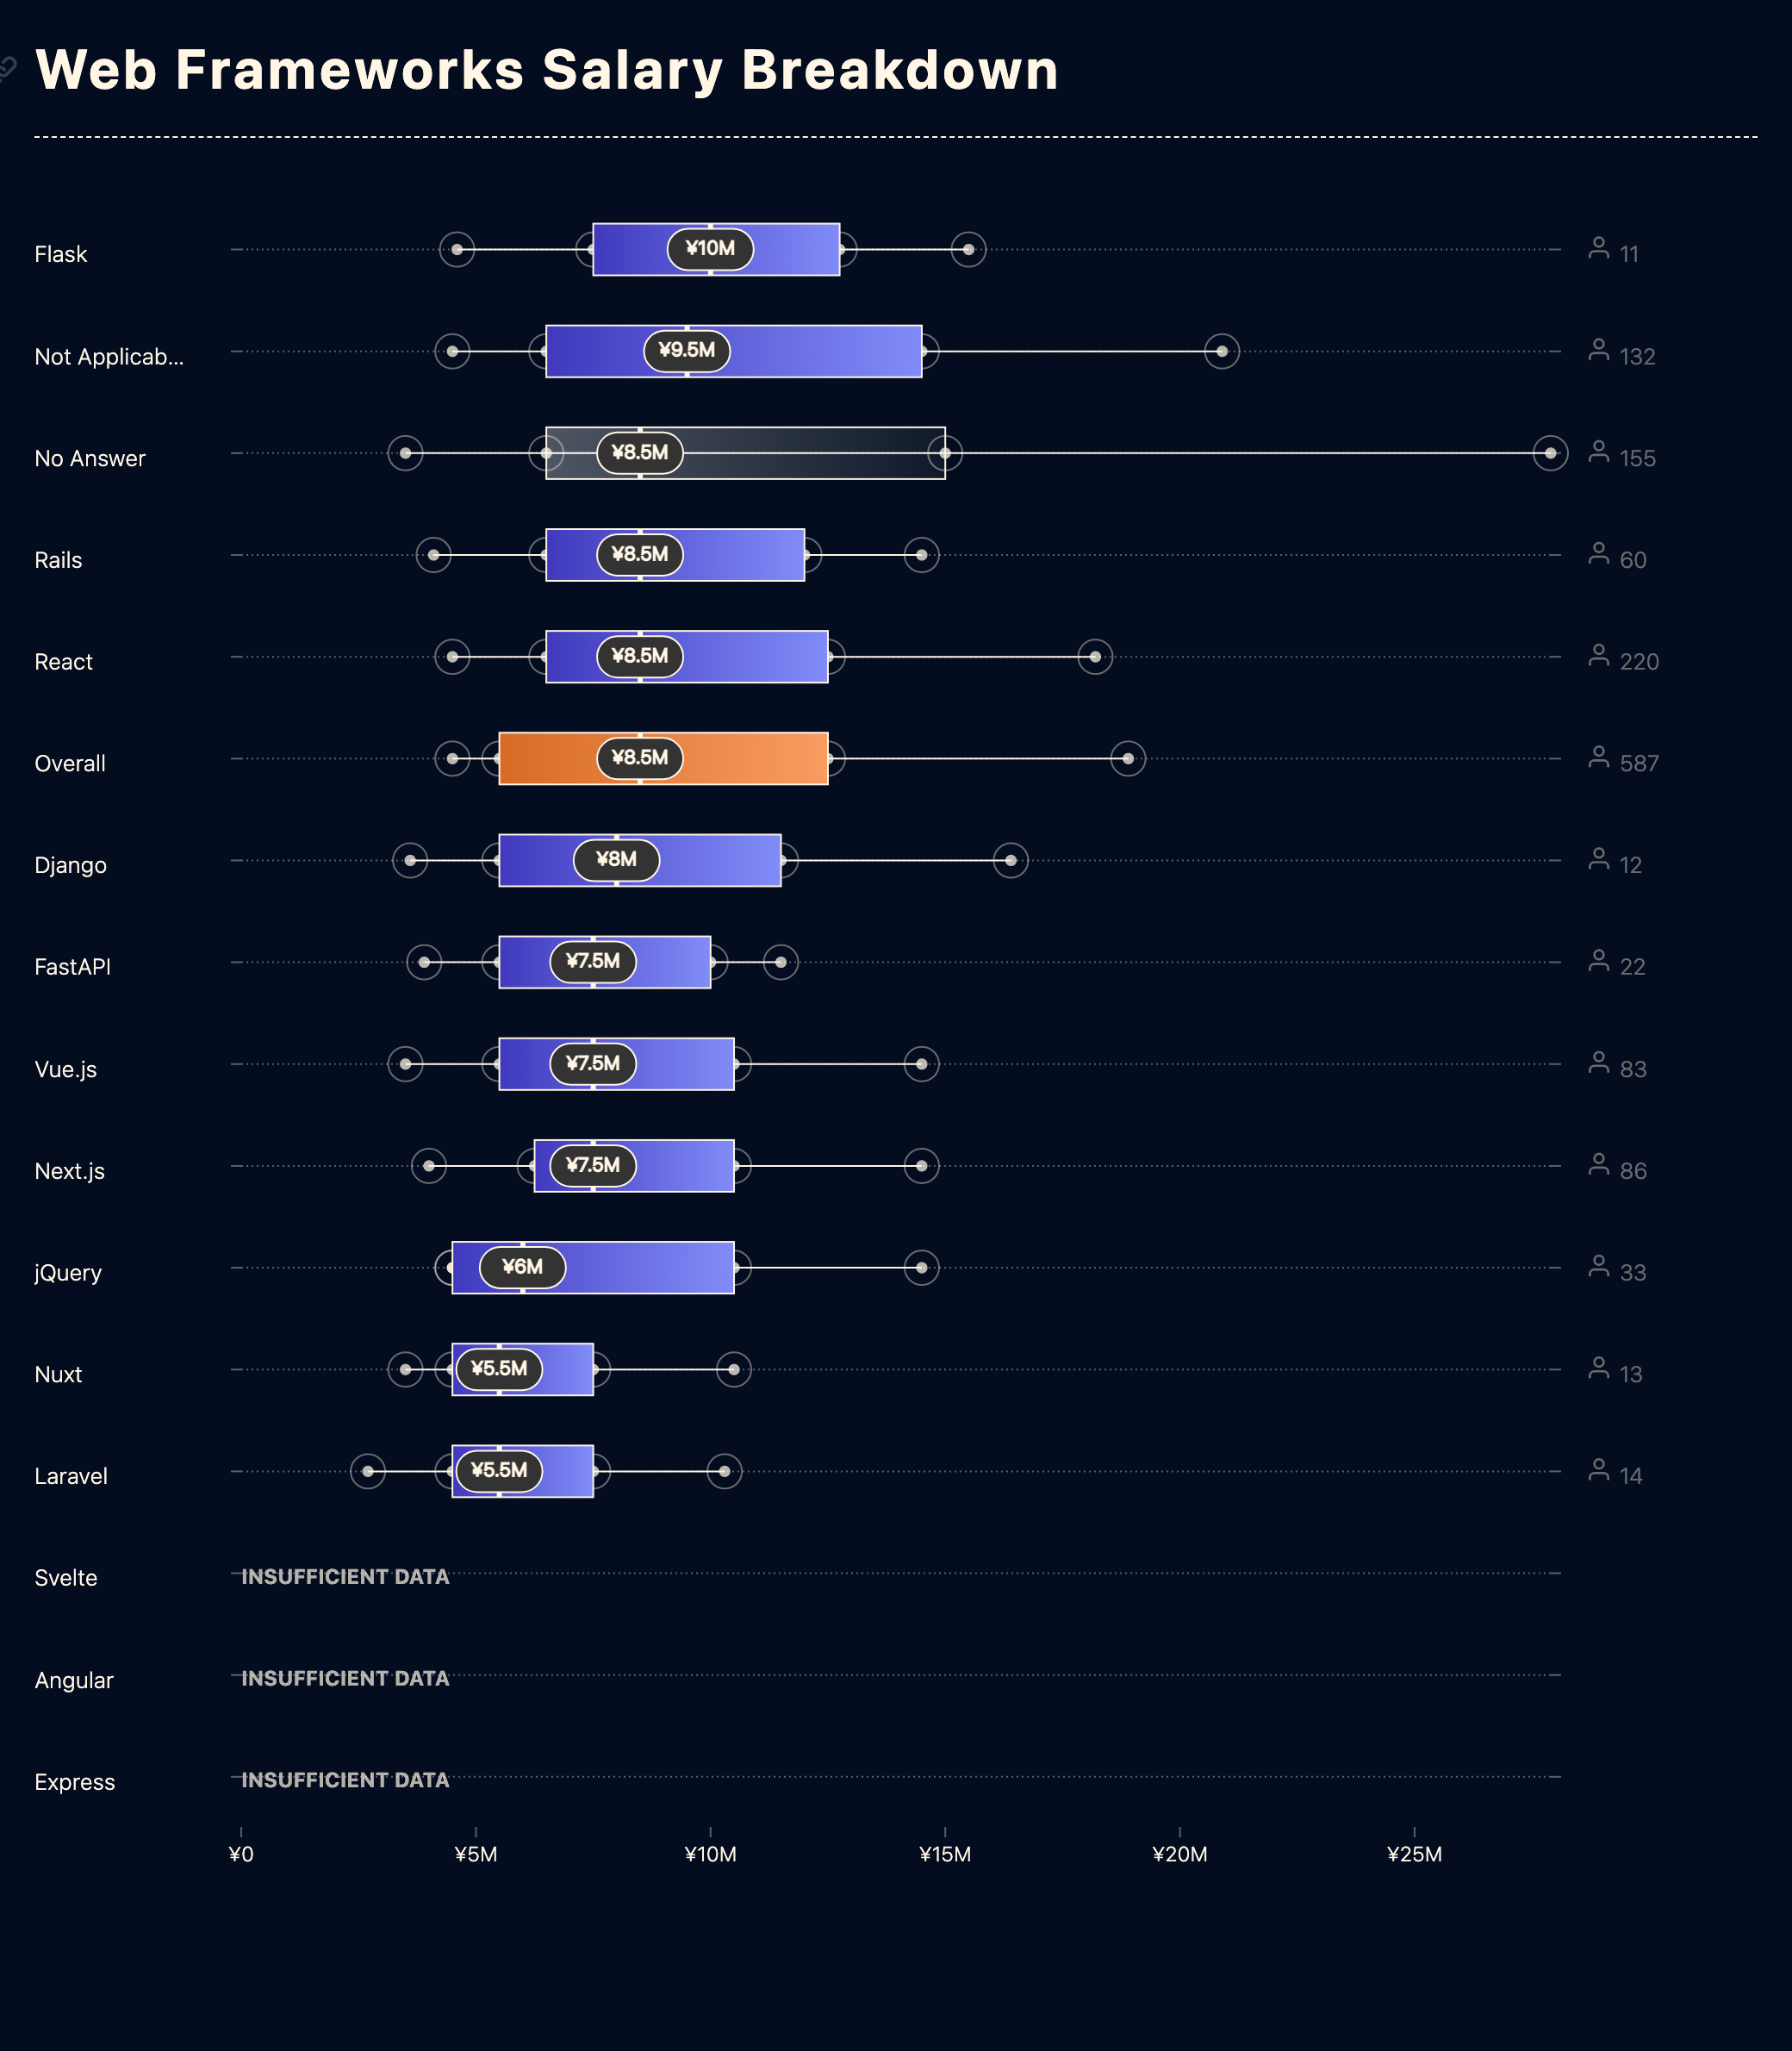 Web Frameworks Salary Breakdown
Flask ¥10M 11
Not Applicab... ¥9.5M 132
No Answer ¥8.5M 155
Rails ¥8.5M 60
React ¥8.5M 220
Overall ¥8.5M 587
Django ¥8M 12
FastAPI ¥7.5M 22
Vue.js ¥7.5M 83
Next.js ¥7.5M 86
jQuery ¥6M 33
Nuxt ¥5.5M 13
Laravel ¥5.5M 14
Svelte INSUFFICIENT DATA
Angular INSUFFICIENT DATA
Express INSUFFICIENT DATA
¥0 ¥5M ¥10M ¥15M ¥20M ¥25M